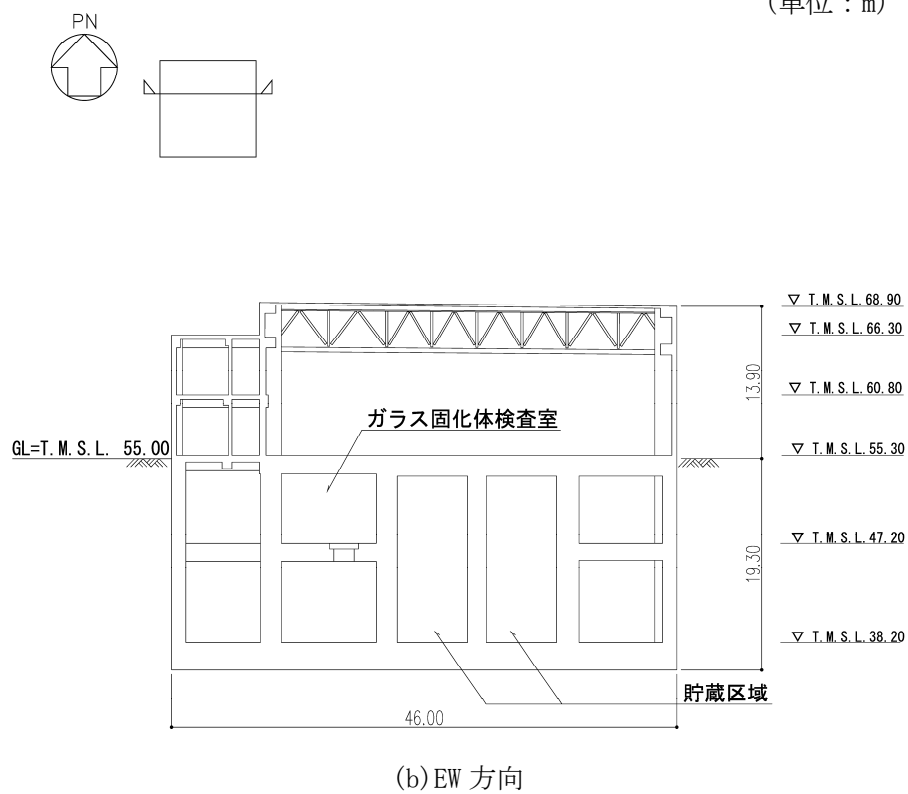 (単位：m)
PN
▽ T.M.S.L.68.90
▽ T.M.S.L.66.30
13.90
▽ T.M.S.L.60.80
ガラス固化体検査室
GL=T.M.S.L. 55.00
▽ T.M.S.L.55.30
▽ T.M.S.L.47.20
19.30
▽ T.M.S.L.38.20
貯蔵区域
46.00
(b)EW 方向